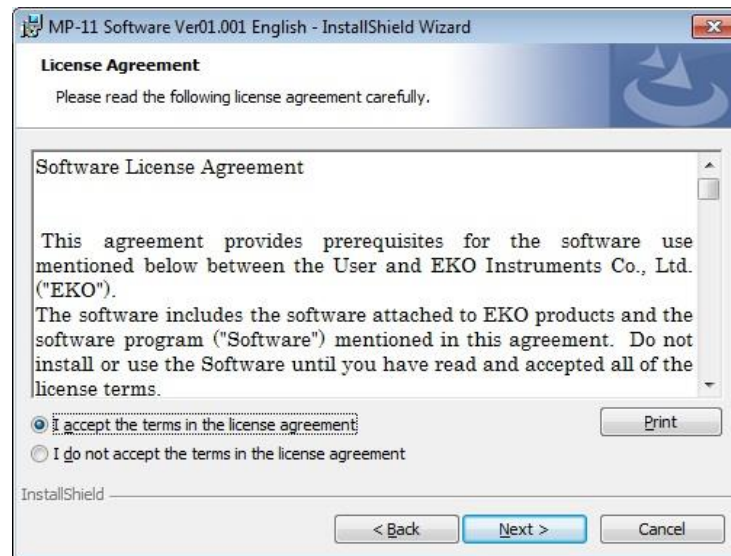 MP-11 Software Ver01.001 English - InstallShield Wizard
License Agreement
Please read the following license agreement carefully.
Software License Agreement
This agreement provides prerequisites for the software use
mentioned below between the User and EKO Instruments Co., Ltd.
("EKO").
The software includes the software attached to EKO products and the
software program ("Software") mentioned in this agreement. Do not
install or use the Software until you have read and accepted all of the
license terms.
I accept the terms in the license agreement
Print
I do not accept the terms in the license agreement
InstallShield
< Back
Next >
Cancel